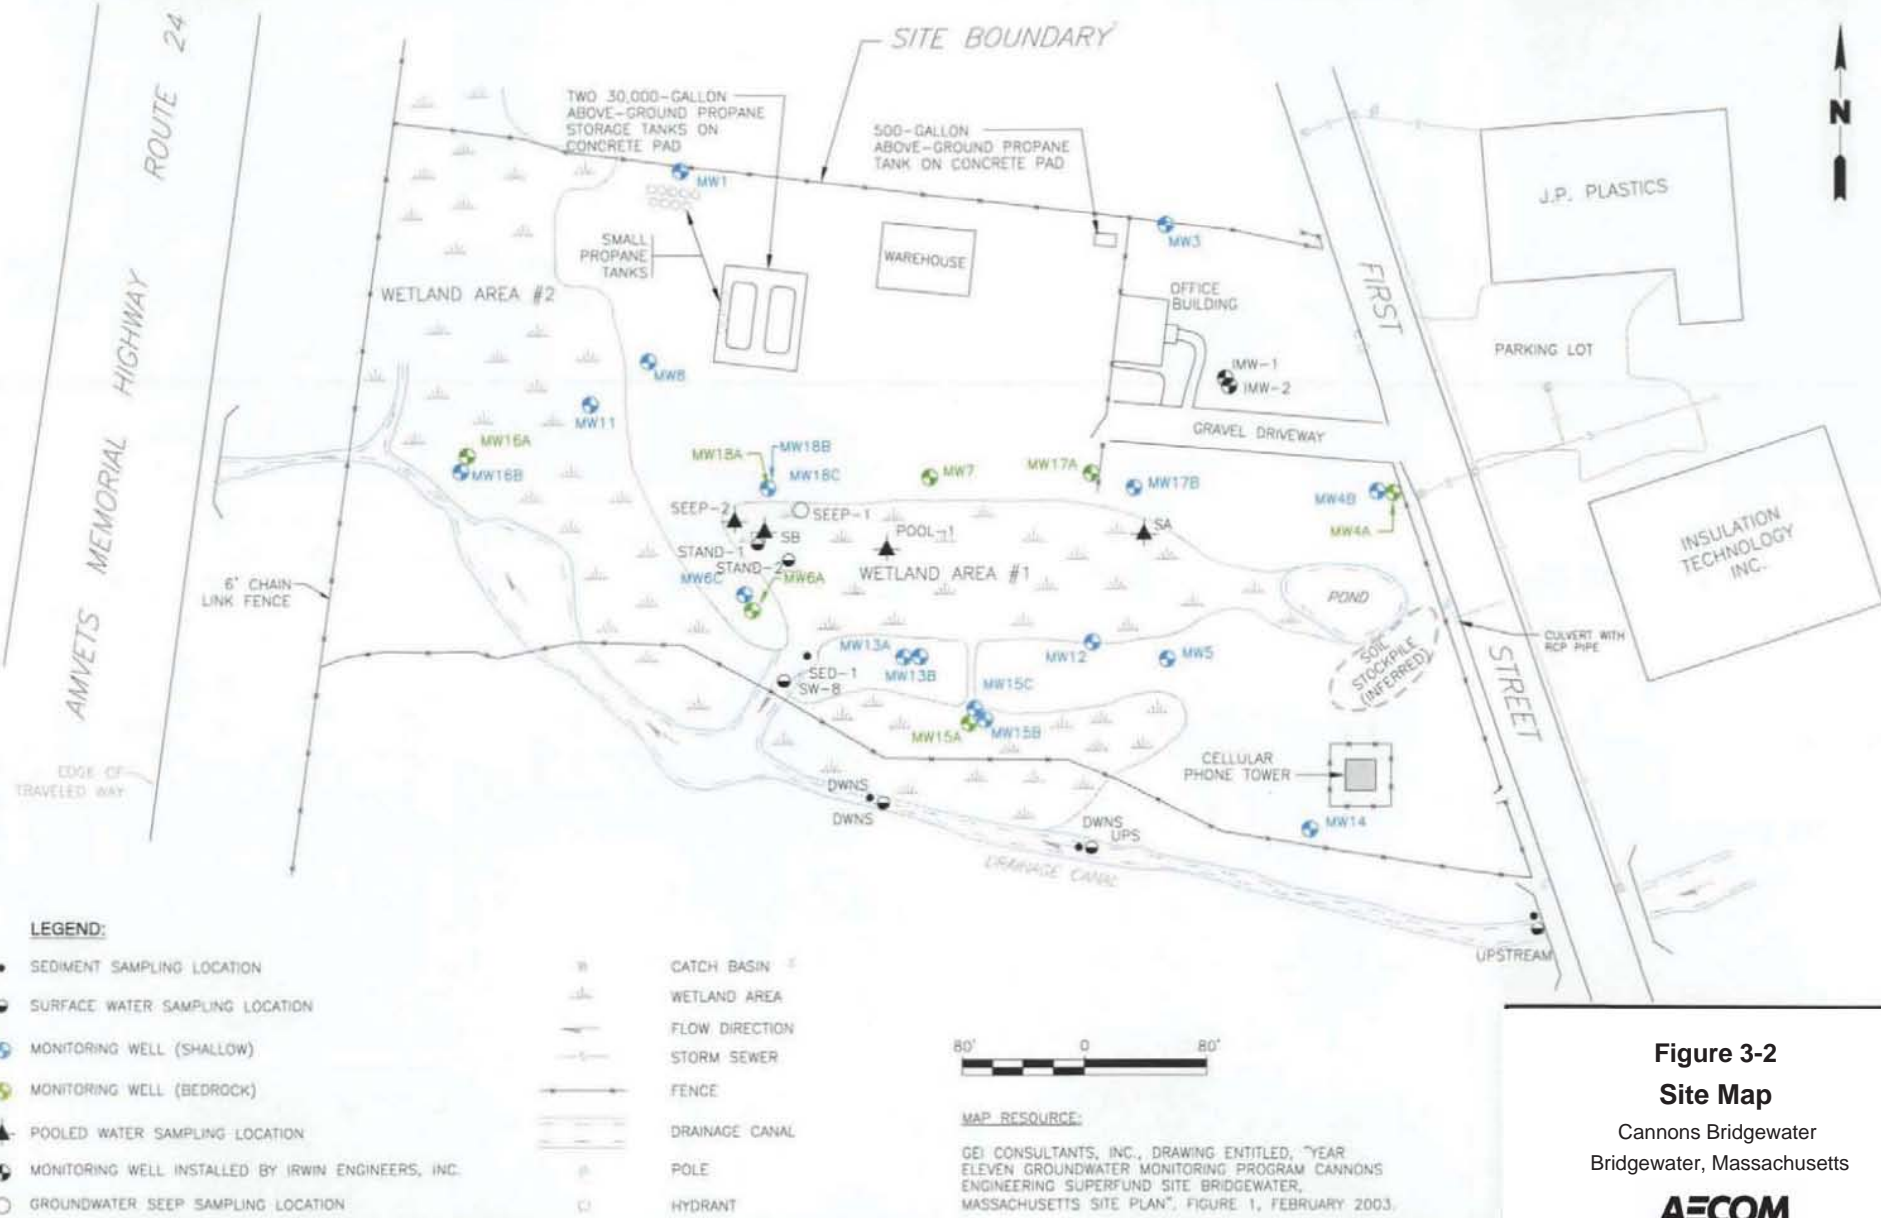 SITE BOUNDARY
AMVETS MEMORIAL HIGHWAY ROUTE 24
TWO 30,000-GALLON
ABOVE-GROUND PROPANE
STORAGE TANKS ON
CONCRETE PAD
500-GALLON
ABOVE-GROUND PROPANE
TANK ON CONCRETE PAD
N
J.P. PLASTICS
MW1
MW3
SMALL
PROPANE
TANKS
WAREHOUSE
WETLAND AREA #2
OFFICE
BUILDING
FIRST
STREET
PARKING LOT
MW8
IMW-1
IMW-2
MW11
GRAVEL DRIVEWAY
MW16A
MW16B
MW18A
MW18B
MW18C
MW7
MW17A
MW17B
MW4B
MW4A
SEEP-2
SEEP-1
SB
POOL-1
SA
STAND-1
STAND-2
INSULATION
TECHNOLOGY
INC.
WETLAND AREA #1
MW6C
MW6A
6' CHAIN
LINK FENCE
POND
CULVERT WITH
RCP PIPE
SOIL
STOCKPILE
(INFERRED)
MW13A
MW13B
MW12
MW5
SED-1
SW-8
MW15C
MW15A
MW15B
CELLULAR
PHONE TOWER
EDGE OF
TRAVELED WAY
DWNS
DWNS
DWNS
UPS
MW14
DRAINAGE CANAL
UPSTREAM
LEGEND:
SEDIMENT SAMPLING LOCATION
SURFACE WATER SAMPLING LOCATION
MONITORING WELL (SHALLOW)
MONITORING WELL (BEDROCK)
POOLED WATER SAMPLING LOCATION
MONITORING WELL INSTALLED BY IRWIN ENGINEERS, INC.
GROUNDWATER SEEP SAMPLING LOCATION
CATCH BASIN
WETLAND AREA
FLOW DIRECTION
STORM SEWER
FENCE
DRAINAGE CANAL
POLE
HYDRANT
80' 0 80'
MAP RESOURCE:
GEI CONSULTANTS, INC., DRAWING ENTITLED, "YEAR
ELEVEN GROUNDWATER MONITORING PROGRAM CANNONS
ENGINEERING SUPERFUND SITE BRIDGEWATER,
MASSACHUSETTS SITE PLAN", FIGURE 1, FEBRUARY 2003.
Figure 3-2
Site Map
Cannons Bridgewater
Bridgewater, Massachusetts
AECOM